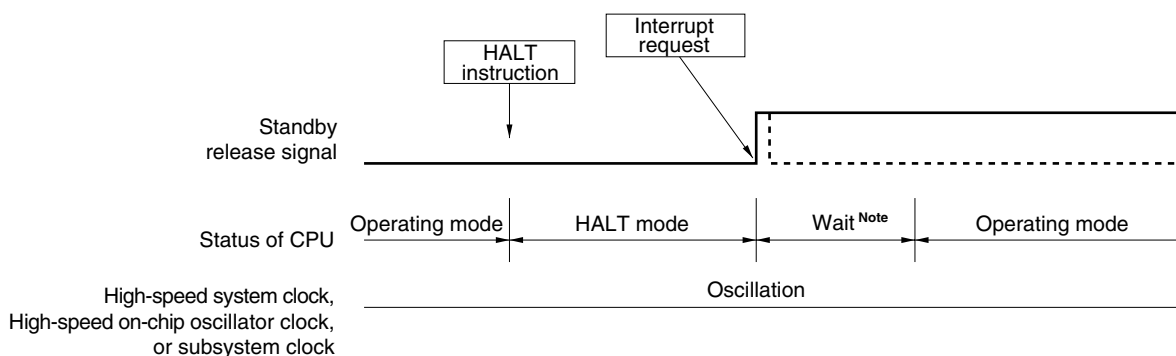 Interrupt
request
HALT
instruction
Standby
release signal
Status of CPU
Operating mode
HALT mode
Wait Note
Operating mode
High-speed system clock,
High-speed on-chip oscillator clock,
or subsystem clock
Oscillation